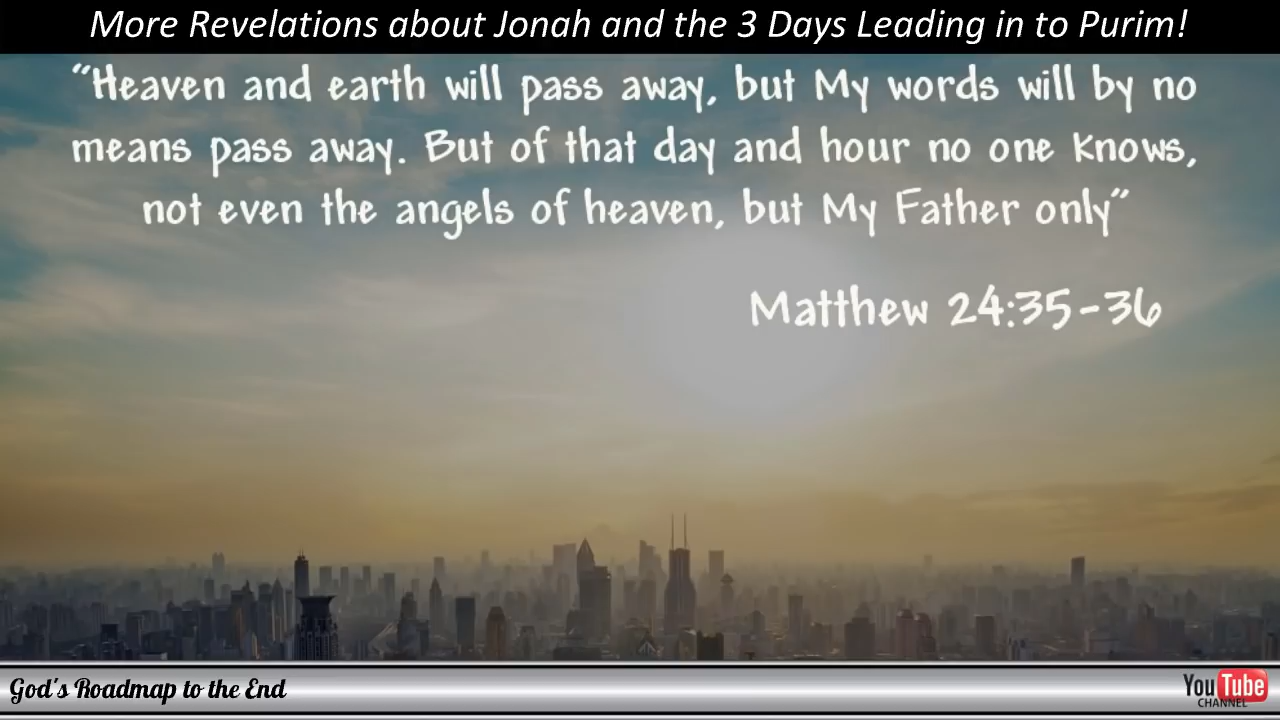 More Revelations about Jonah and the 3 Days Leading in to Purim!
“Heaven and earth will pass away, but My words will by no
means pass away. But of that day and hour no one knows,
not even the angels of heaven, but My Father only”
Matthew 24:35-36
God's Roadmap to the End
YouTube
CHANNEL